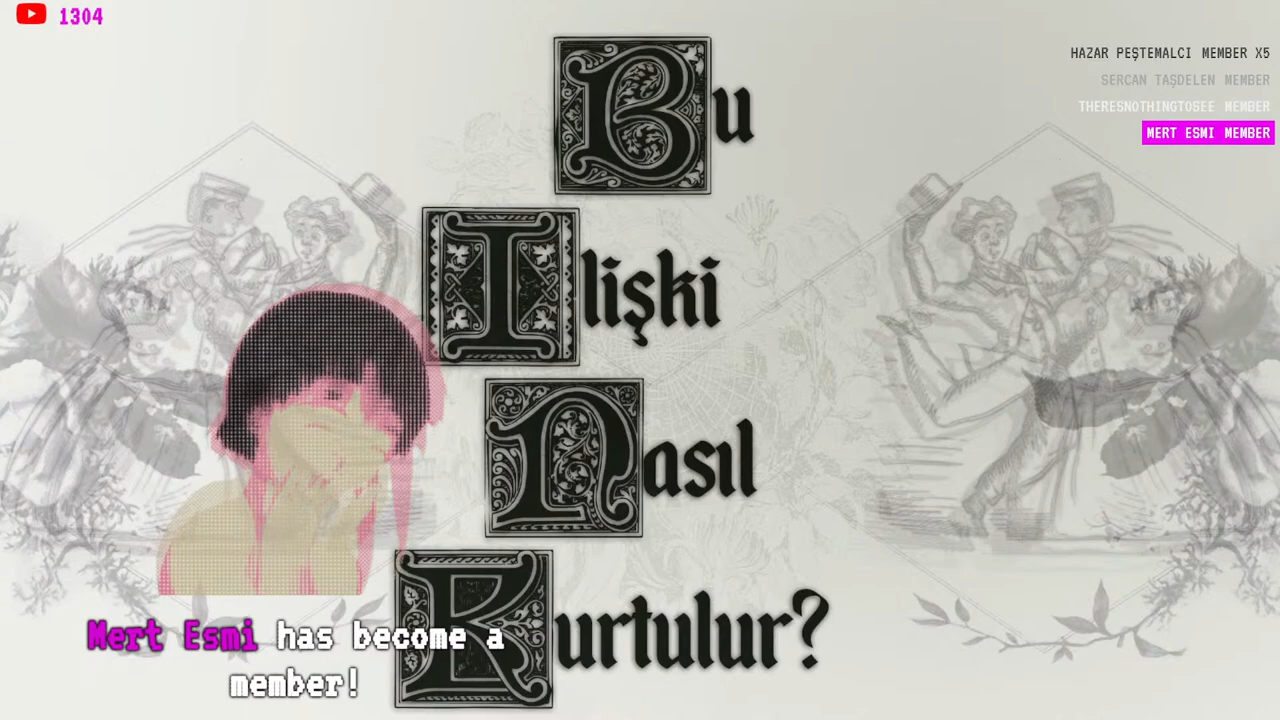 1304
HAZAR PEŞTEMALCI MEMBER X5
SERCAN TAŞDELEN MEMBER
THERESNOTHINGTOSEE MEMBER
MERT ESMI MEMBER
Bu
Ilişki
Nasıl
Kurtulur?
Mert Esmi has become a
member!